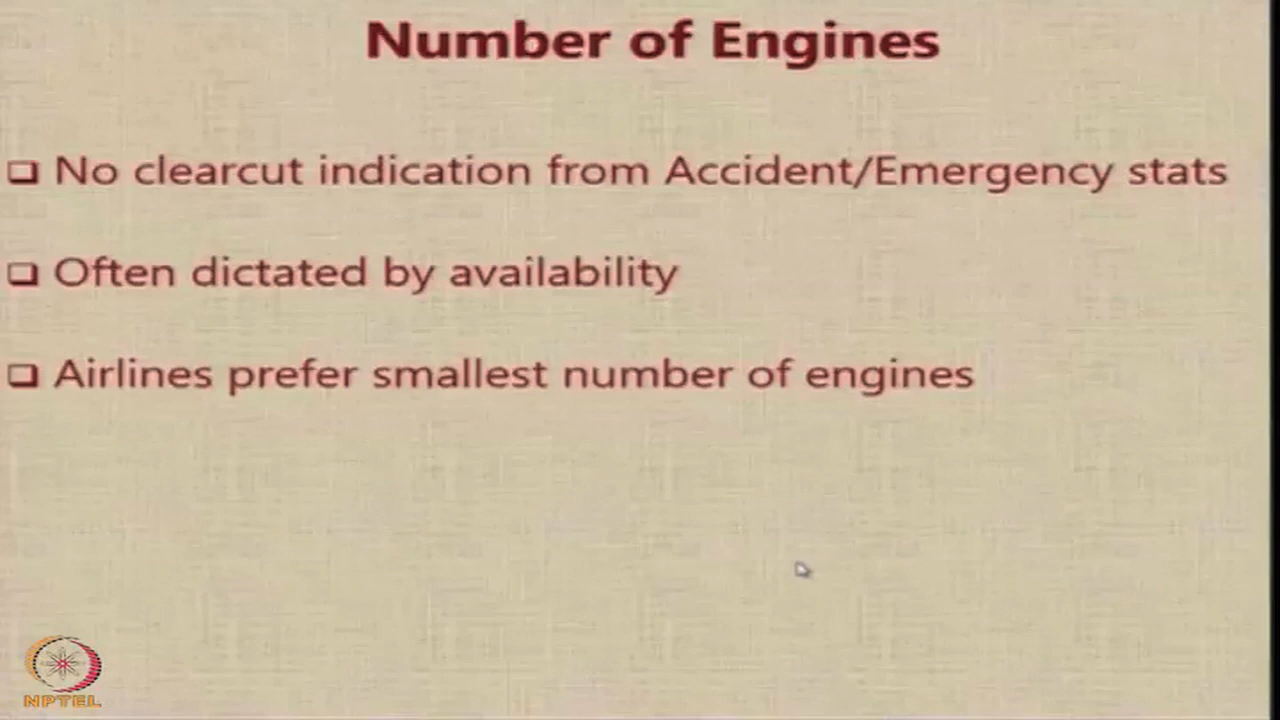 Number of Engines
No clearcut indication from Accident/Emergency stats
Often dictated by availability
Airlines prefer smallest number of engines
NPTEL